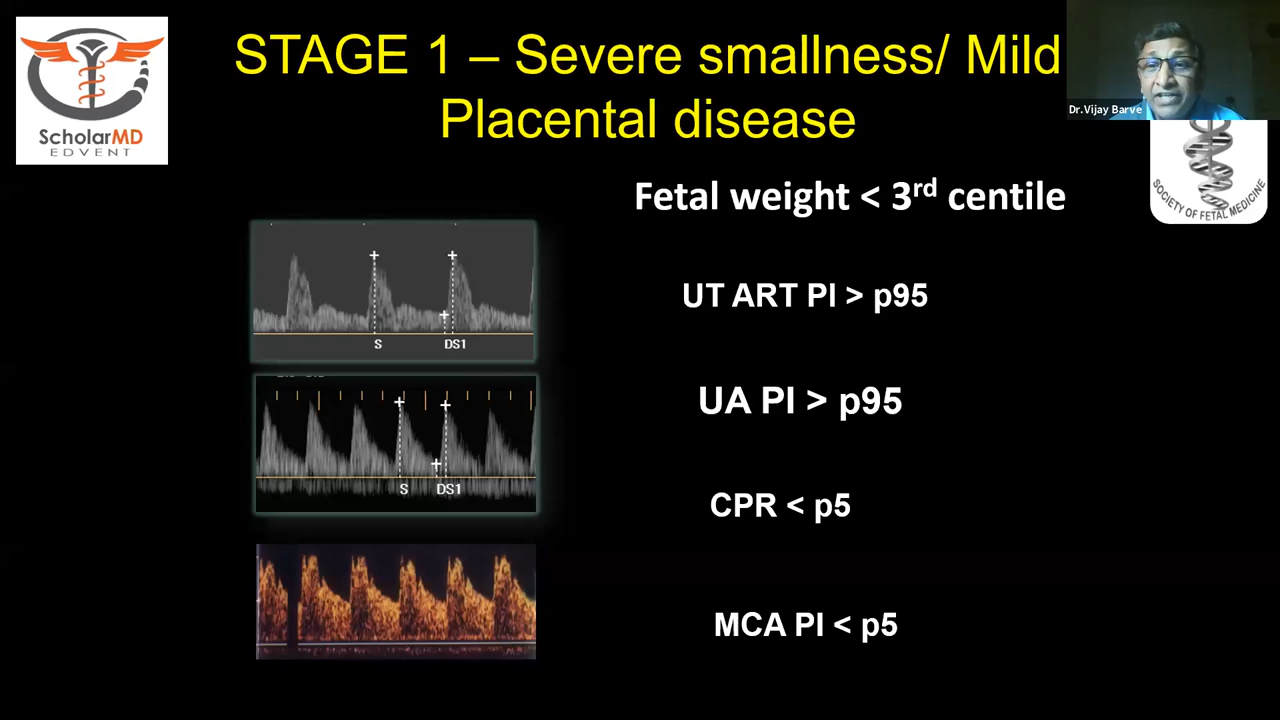 ScholarMD
EDVENT
STAGE 1 – Severe smallness/ Mild
Placental disease
Dr.Vijay Barve
SOCIETY OF FETAL MEDICINE
Fetal weight < 3rd centile
UT ART PI > p95
S DS1
UA PI > p95
S DS1
CPR < p5
MCA PI < p5